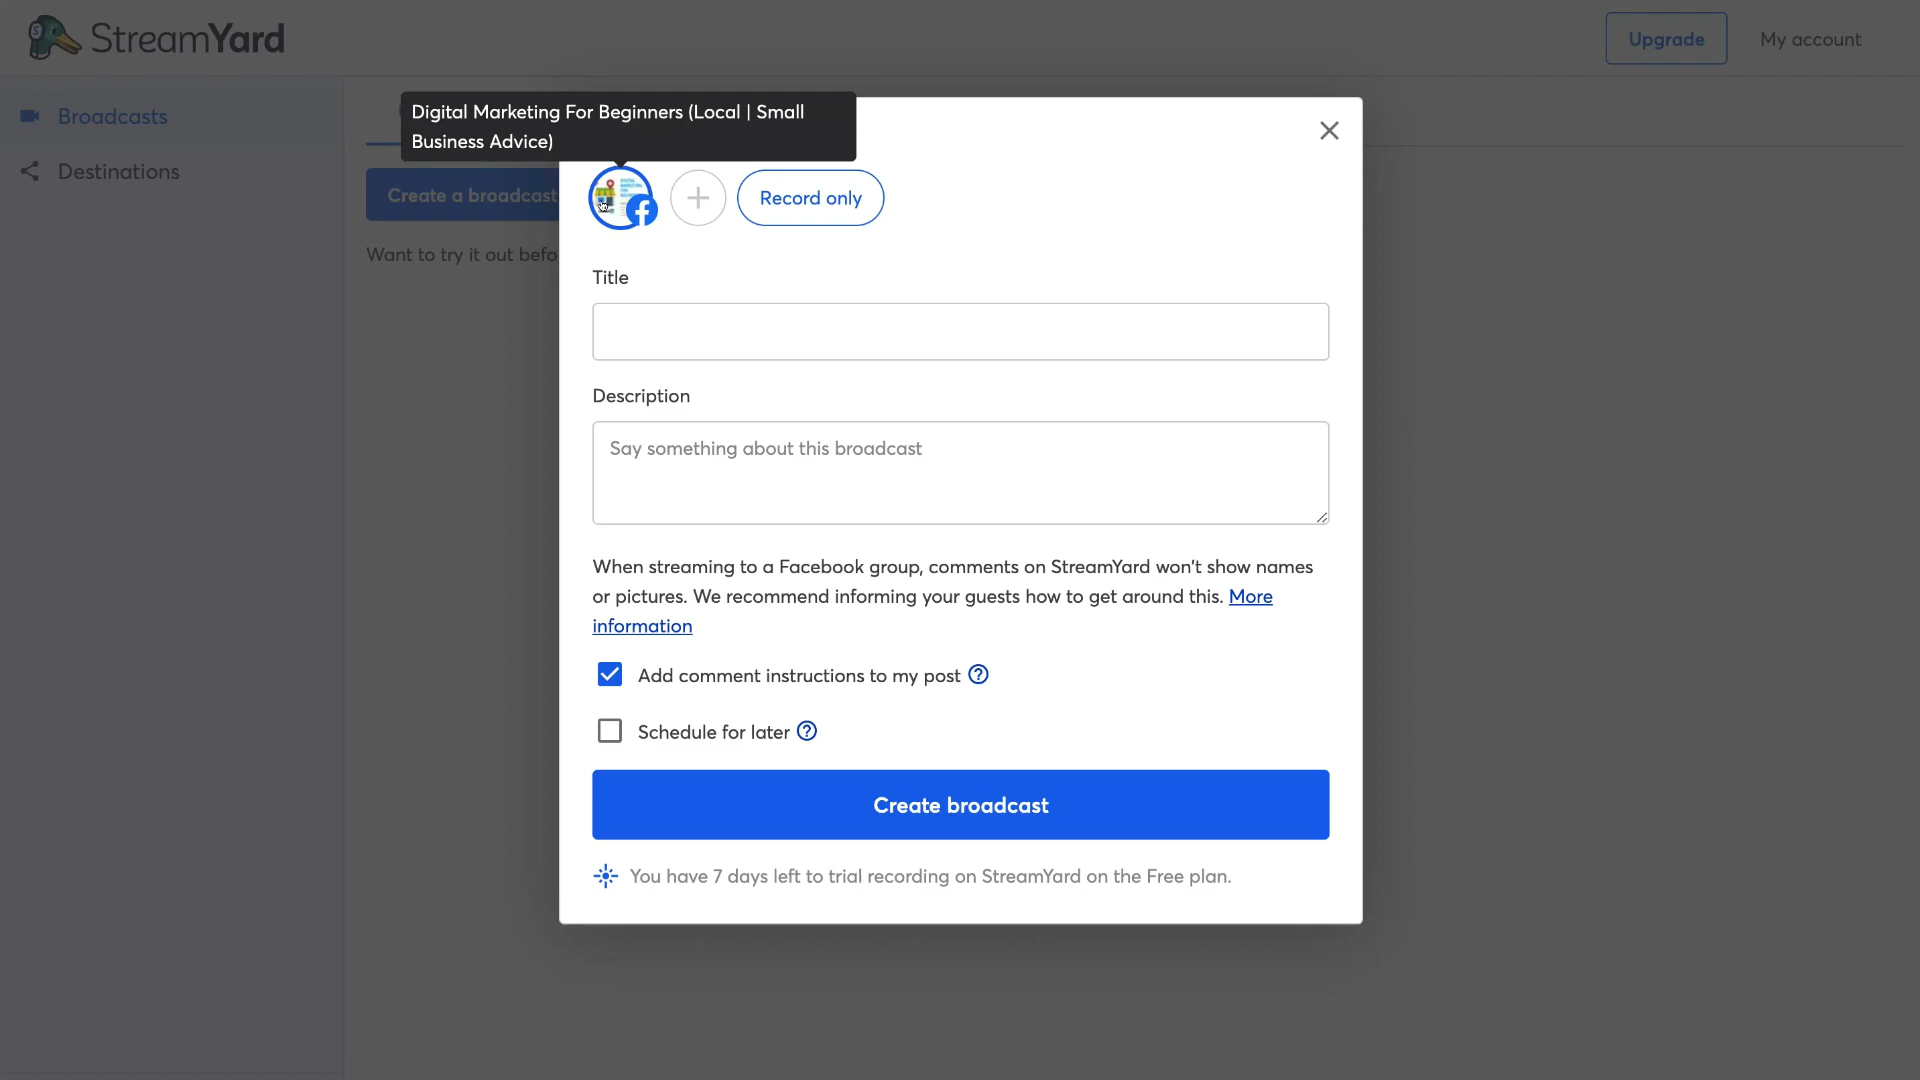 StreamYard
Upgrade
My account
Broadcasts
Destinations
Digital Marketing For Beginners (Local | Small
Business Advice)
Create a broadcast
Want to try it out befo
Record only
Title
Description
Say something about this broadcast
When streaming to a Facebook group, comments on StreamYard won't show names
or pictures. We recommend informing your guests how to get around this. More
information
Add comment instructions to my post
Schedule for later
Create broadcast
You have 7 days left to trial recording on StreamYard on the Free plan.